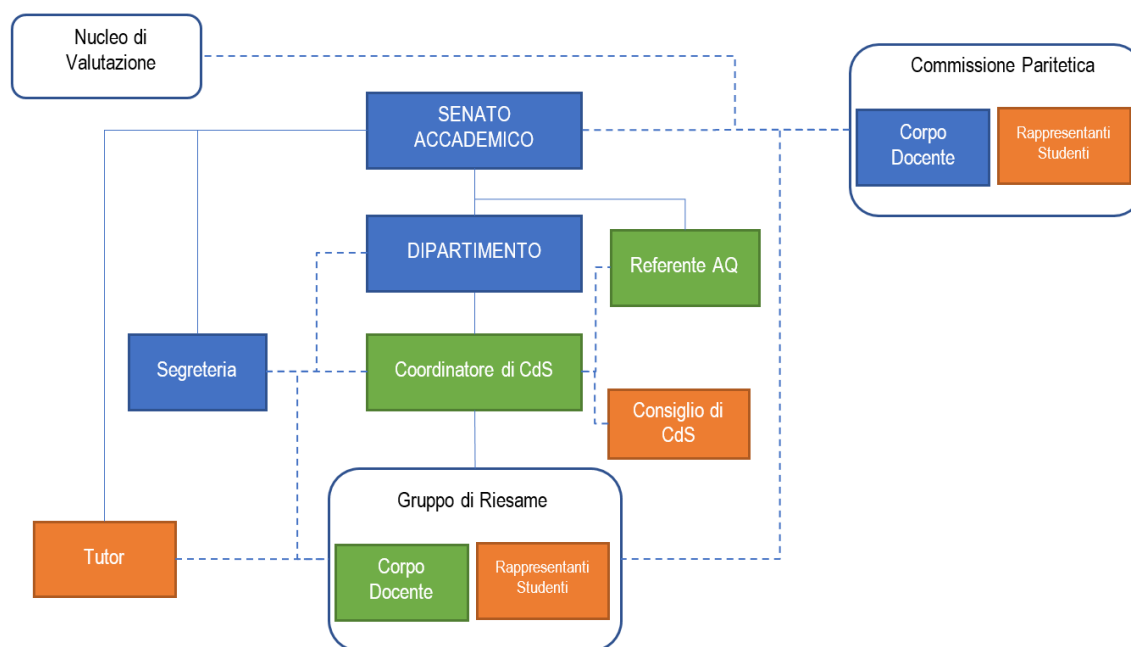 Nucleo di
Valutazione
Commissione Paritetica
SENATO
ACCADEMICO
Corpo
Docente
Rappresentanti
Studenti
DIPARTIMENTO
Referente AQ
Segreteria
Coordinatore di CdS
Consiglio di
CdS
Gruppo di Riesame
Tutor
Corpo
Docente
Rappresentanti
Studenti